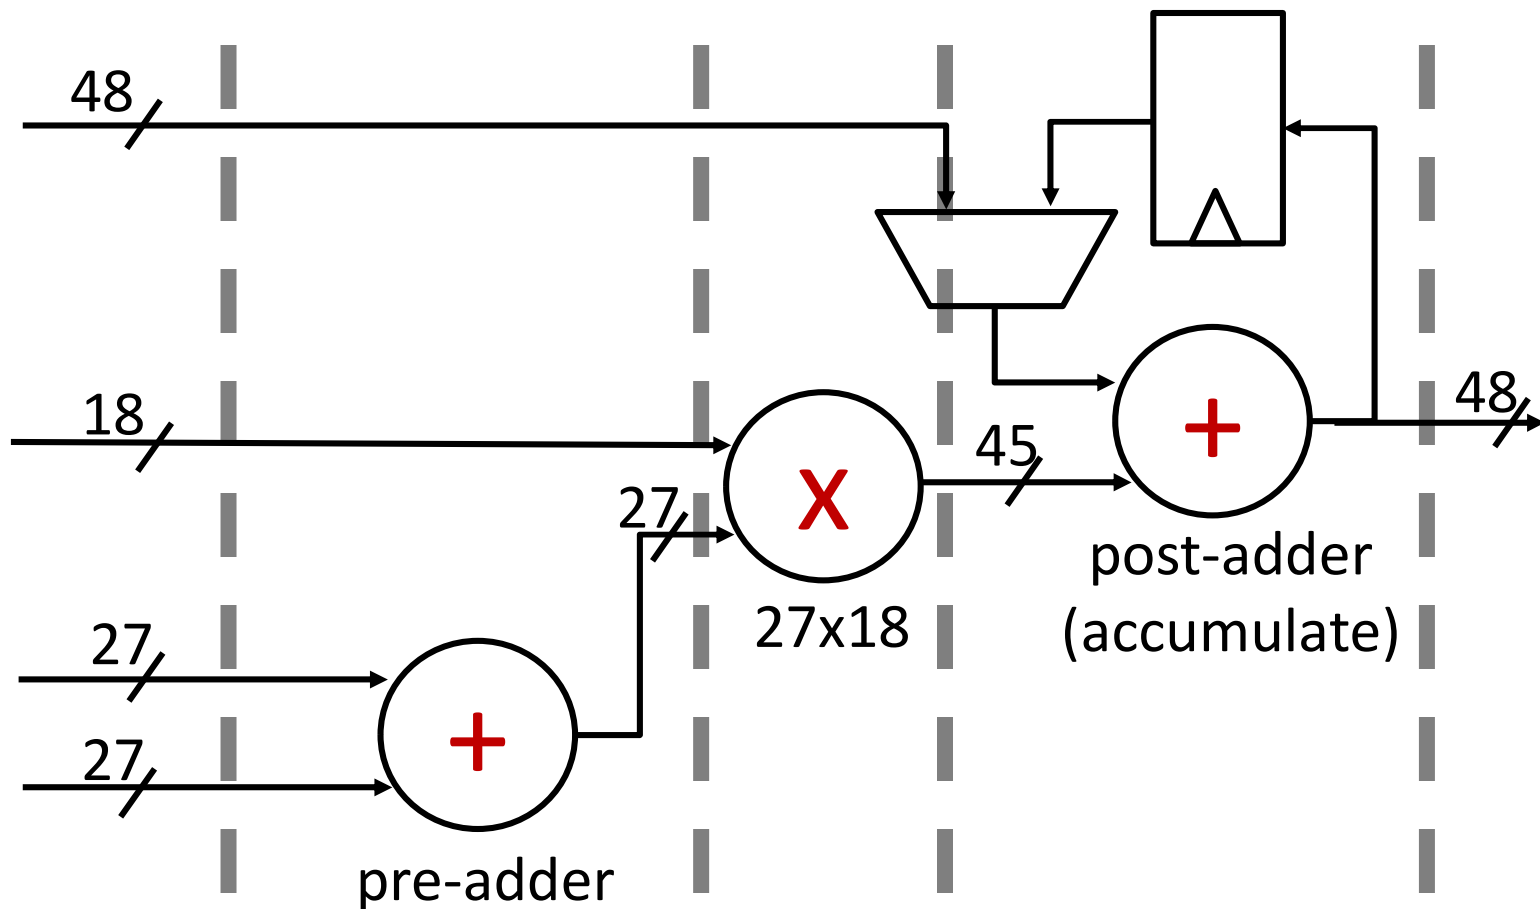 48
18
27
27
pre-adder
+
27
x
27x18
45
+
post-adder
(accumulate)
48